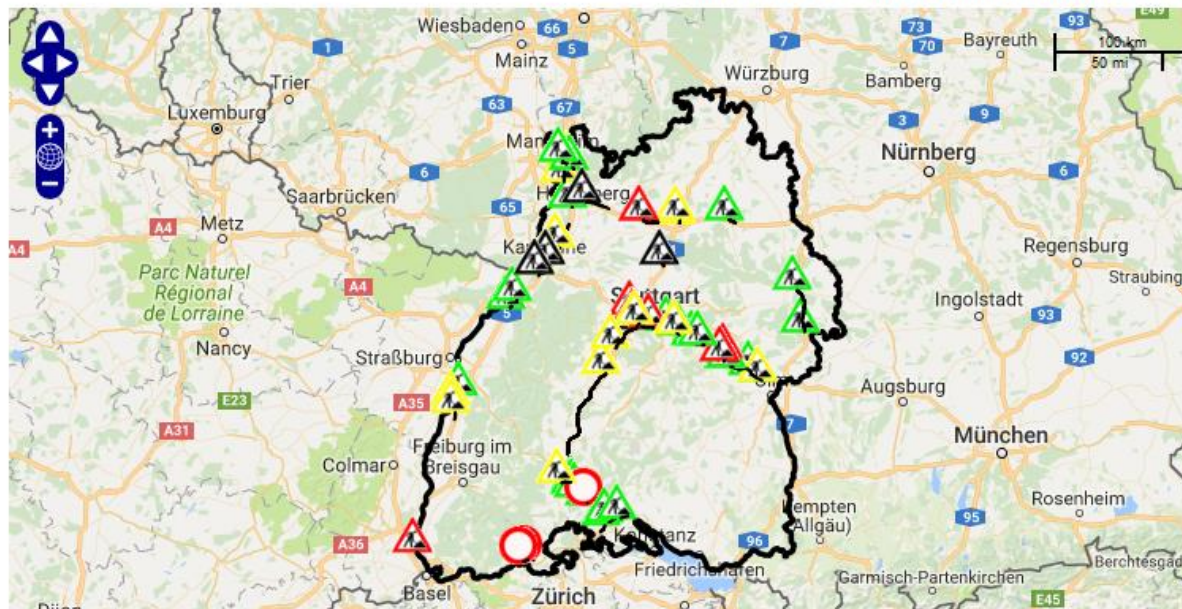 Wiesbaden
66
5
7
73
70
93
E49
Bayreuth
100 km
50 mi
1
Mainz
Trier
Würzburg
Bamberg
Luxemburg
63
67
3
9
Nürnberg
Saarbrücken
6
6
65
A4
Metz
A4
A4
Regensburg
Parc Naturel
Régional
de Lorraine
Stuttgart
Straubing
Ingolstadt
93
5
Nancy
Straßburg
92
E23
A35
Augsburg
A31
7
München
Colmar
Freiburg im
Breisgau
Kempten
(Allgäu)
95
Rosenheim
A36
Konstanz
96
Friedrichshafen
Berchtesgad
Basel
Zürich
Garmisch-Partenkirchen
E45
Dijon